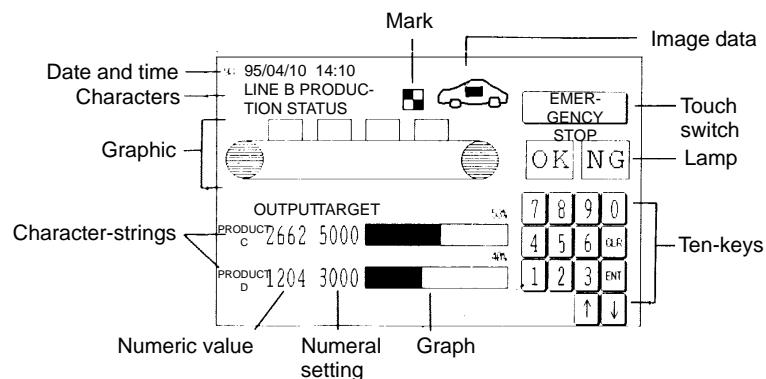 Mark
Image data
Date and time
95/04/10 14:10
Characters
LINE B PRODUC-
TION STATUS
EMER-
GENCY
STOP
Touch
switch
Graphic
OK NG
Lamp
OUTPUTTARGET
50%
7 8 9 0
Character-strings
PRODUCT
C
2662 5000
4 5 6 CLR
Ten-keys
40%
PRODUCT
D
1204 3000
1 2 3 ENT
↑ ↓
Numeric value
Numeral
setting
Graph